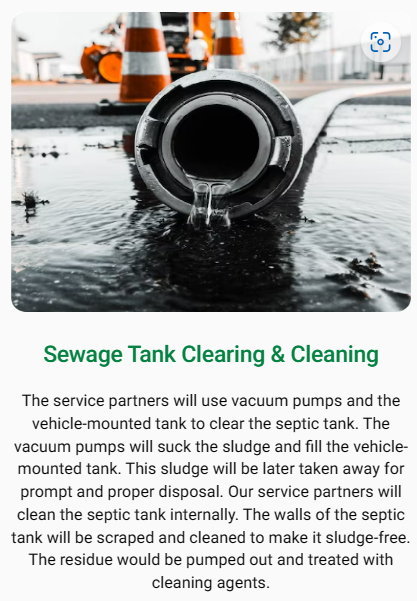 Sewage Tank Clearing & Cleaning
The service partners will use vacuum pumps and the
vehicle-mounted tank to clear the septic tank. The
vacuum pumps will suck the sludge and fill the vehicle-
mounted tank. This sludge will be later taken away for
prompt and proper disposal. Our service partners will
clean the septic tank internally. The walls of the septic
tank will be scraped and cleaned to make it sludge-free.
The residue would be pumped out and treated with
cleaning agents.